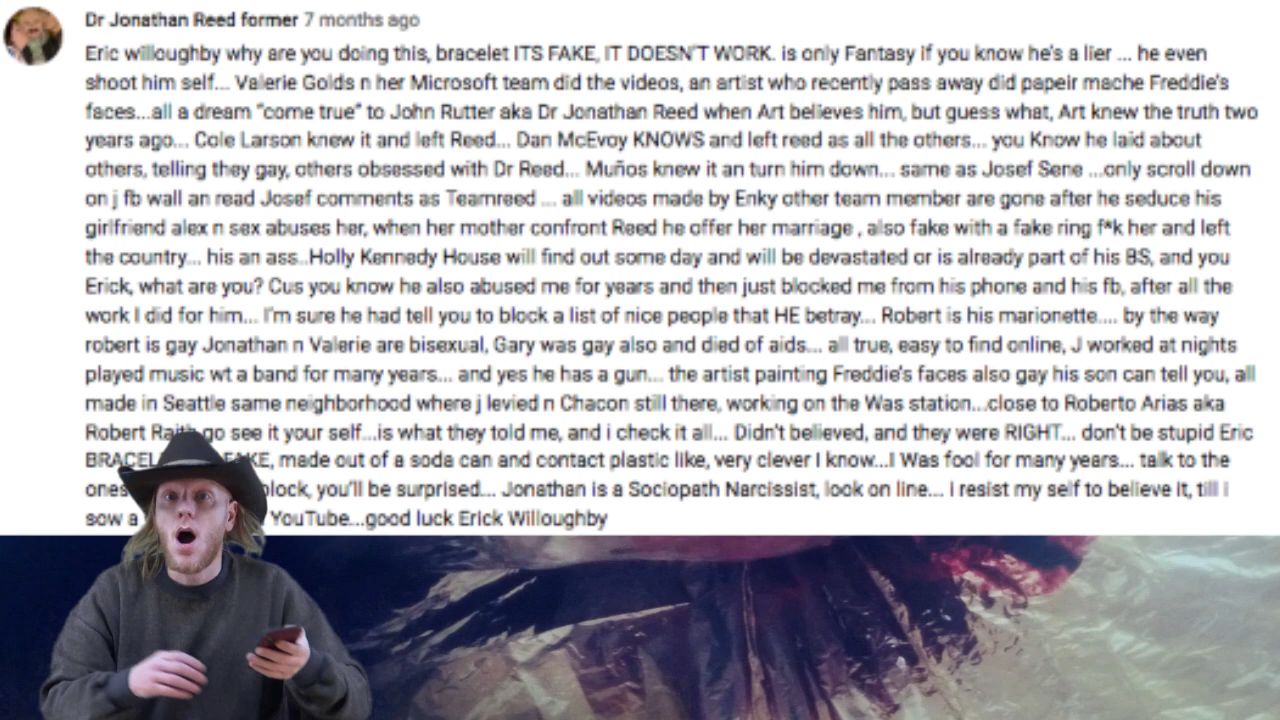 Dr Jonathan Reed former 7 months ago
Eric willoughby why are you doing this, bracelet ITS FAKE, IT DOESN'T WORK. is only Fantasy if you know he's a lier ... he even
shoot him self... Valerie Golds n her Microsoft team did the videos, an artist who recently pass away did papeir mache Freddie's
faces...all a dream "come true" to John Rutter aka Dr Jonathan Reed when Art believes him, but guess what, Art knew the truth two
years ago... Cole Larson knew it and left Reed... Dan McEvoy KNOWS and left reed as all the others... you Know he laid about
others, telling they gay, others obsessed with Dr Reed... Muños knew it an turn him down... same as Josef Sene ...only scroll down
on j fb wall an read Josef comments as Teamreed ... all videos made by Enky other team member are gone after he seduce his
girlfriend alex n sex abuses her, when her mother confront Reed he offer her marriage , also fake with a fake ring f*k her and left
the country... his an ass..Holly Kennedy House will find out some day and will be devastated or is already part of his BS, and you
Erick, what are you? Cus you know he also abused me for years and then just blocked me from his phone and his fb, after all the
work I did for him... I'm sure he had tell you to block a list of nice people that HE betray... Robert is his marionette.... by the way
robert is gay Jonathan n Valerie are bisexual, Gary was gay also and died of aids... all true, easy to find online, J worked at nights
played music wt a band for many years... and yes he has a gun... the artist painting Freddie's faces also gay his son can tell you, all
made in Seattle same neighborhood where j levied n Chacon still there, working on the Was station...close to Roberto Arias aka
Robert Raith go see it your self...is what they told me, and i check it all... Didn't believed, and they were RIGHT... don't be stupid Eric
made out of a soda can and contact plastic like, very clever I know...I Was fool for many years... talk to the
ones you'll be surprised... Jonathan is a Sociopath Narcissist, look on line... I resist my self to believe it, till i
sow a YouTube...good luck Erick Willoughby